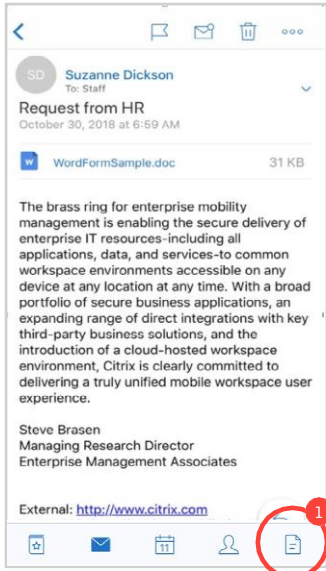 SD
Suzanne Dickson
To: Staff
Request from HR
October 30, 2018 at 6:59 AM
W
WordFormSample.doc 31 KB
The brass ring for enterprise mobility
management is enabling the secure delivery of
enterprise IT resources-including all
applications, data, and services-to common
workspace environments accessible on any
device at any location at any time. With a broad
portfolio of secure business applications, an
expanding range of direct integrations with key
third-party business solutions, and the
introduction of a cloud-hosted workspace
environment, Citrix is clearly committed to
delivering a truly unified mobile workspace user
experience.
Steve Brasen
Managing Research Director
Enterprise Management Associates
External: http://www.citrix.com
1
11